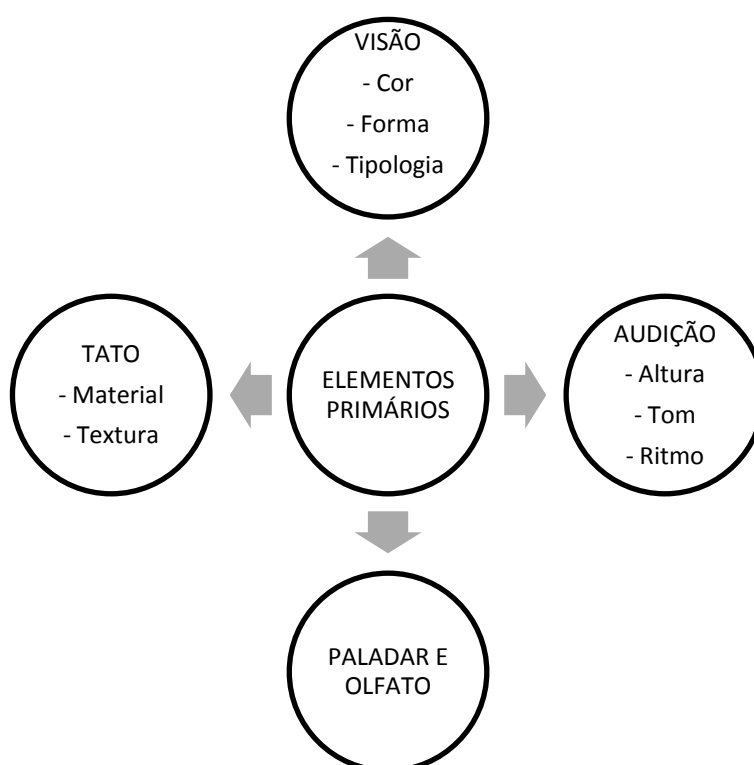 VISÃO
- Cor
- Forma
- Tipologia
TATO
- Material
- Textura
ELEMENTOS
PRIMÁRIOS
AUDIÇÃO
- Altura
- Tom
- Ritmo
PALADAR E
OLFATO